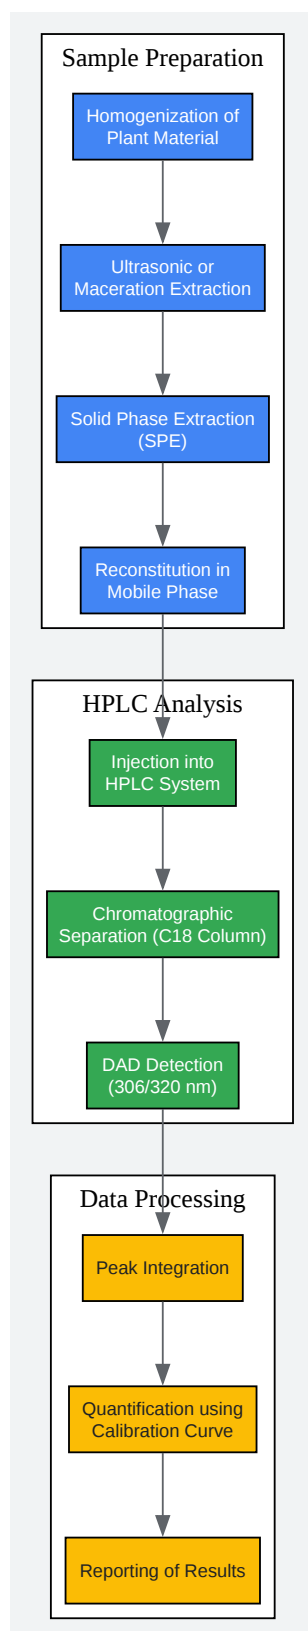 Sample Preparation
Homogenization of
Plant Material
Ultrasonic or
Maceration Extraction
Solid Phase Extraction
(SPE)
Reconstitution in
Mobile Phase
HPLC Analysis
Injection into
HPLC System
Chromatographic
Separation (C18 Column)
DAD Detection
(306/320 nm)
Data Processing
Peak Integration
Quantification using
Calibration Curve
Reporting of Results